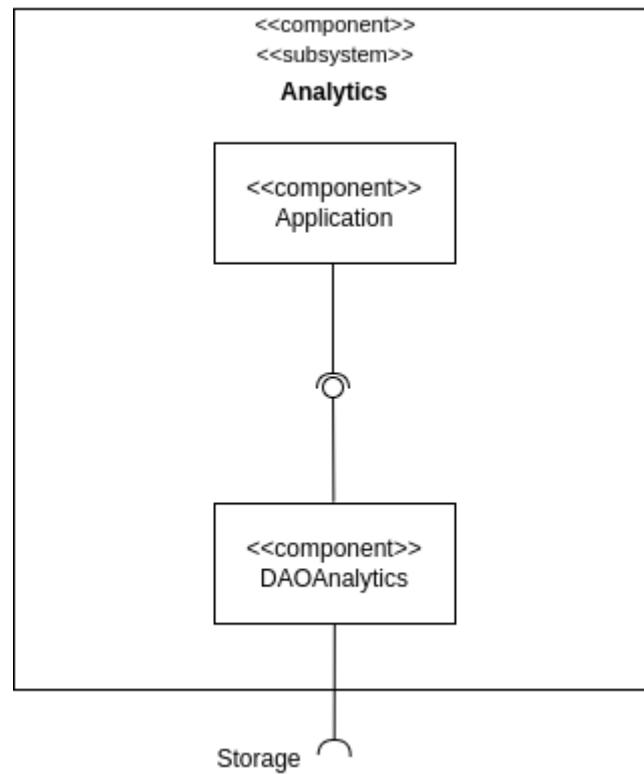 <<component>>
<<subsystem>>
Analytics
<<component>>
Application
<<component>>
DAOAnalytics
Storage